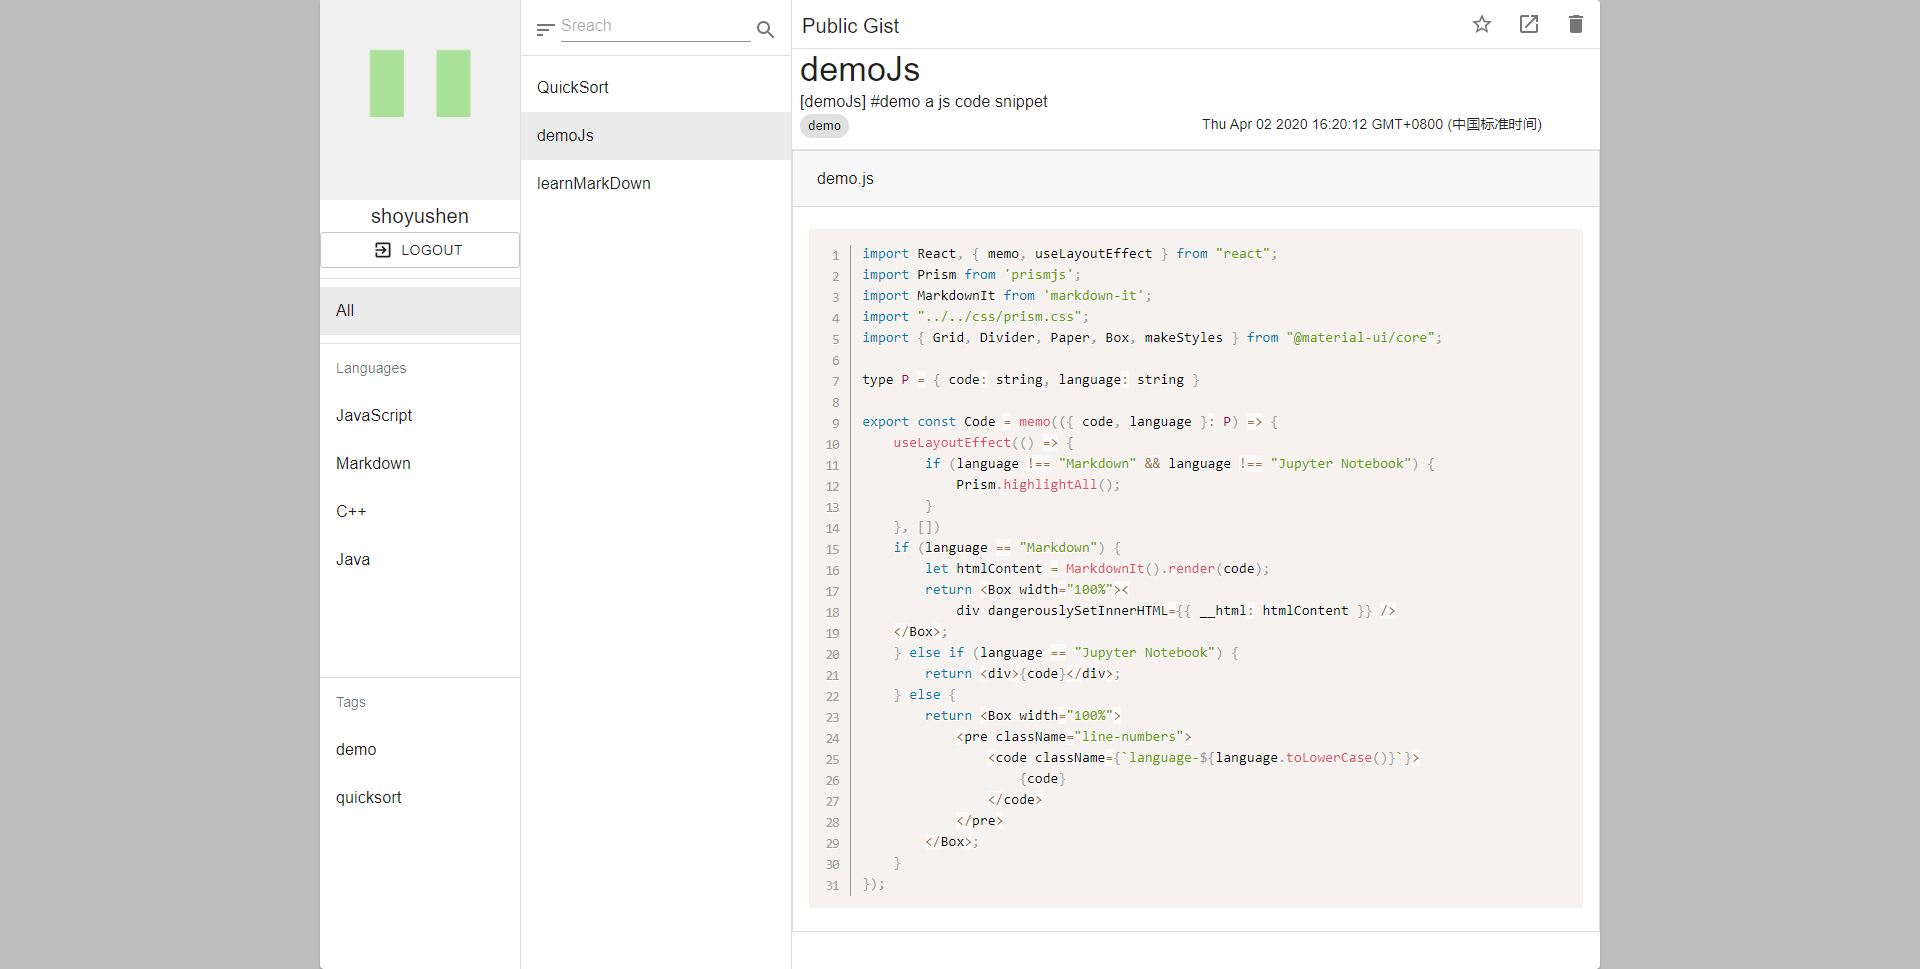 shoyushen
LOGOUT
All
Languages
JavaScript
Markdown
C++
Java
Tags
demo
quicksort
Sreach
QuickSort
demoJs
learnMarkDown
Public Gist
demoJs
[demoJs] #demo a js code snippet
demo
Thu Apr 02 2020 16:20:12 GMT+0800 (中国标准时间)
demo.js
1 import React, { memo, useLayoutEffect } from "react";
2 import Prism from 'prismjs';
3 import MarkdownIt from 'markdown-it';
4 import "../../css/prism.css";
5 import { Grid, Divider, Paper, Box, makeStyles } from "@material-ui/core";
6
7 type P = { code: string, language: string }
8
9 export const Code = memo(({ code, language }: P) => {
10     useLayoutEffect(() => {
11         if (language !== "Markdown" && language !== "Jupyter Notebook") {
12             Prism.highlightAll();
13         }
14     }, [])
15     if (language == "Markdown") {
16         let htmlContent = MarkdownIt().render(code);
17         return <Box width="100%"><
18             div dangerouslySetInnerHTML={{ __html: htmlContent }} />
19     </Box>;
20     } else if (language == "Jupyter Notebook") {
21         return <div>{code}</div>;
22     } else {
23         return <Box width="100%">
24             <pre className="line-numbers">
25                 <code className={`language-${language.toLowerCase()}`}>
26                     {code}
27                 </code>
28             </pre>
29         </Box>;
30     }
31 });